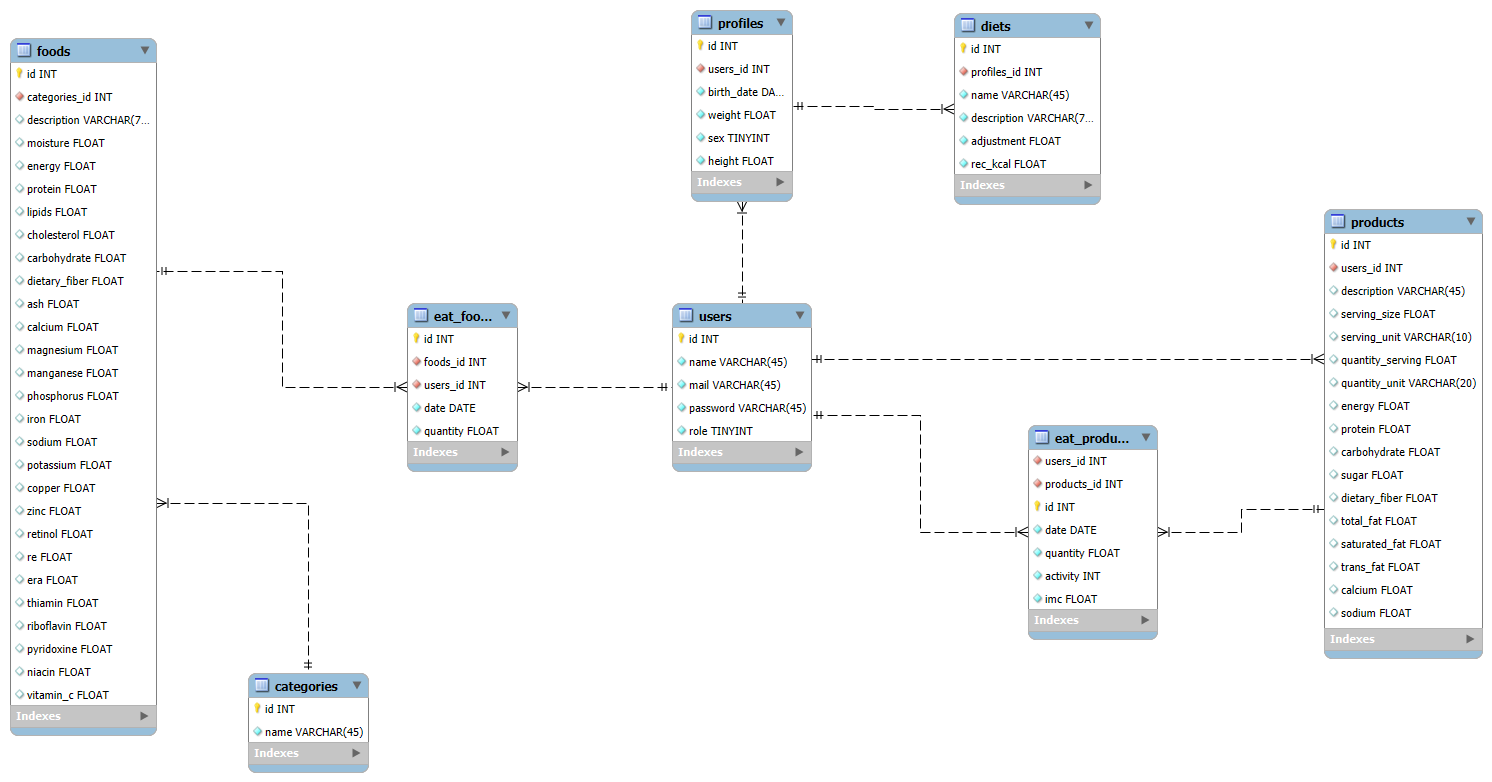 foods
id INT
categories_id INT
description VARCHAR(7...
moisture FLOAT
energy FLOAT
protein FLOAT
lipids FLOAT
cholesterol FLOAT
carbohydrate FLOAT
dietary_fiber FLOAT
ash FLOAT
calcium FLOAT
magnesium FLOAT
manganese FLOAT
phosphorus FLOAT
iron FLOAT
sodium FLOAT
potassium FLOAT
copper FLOAT
zinc FLOAT
retinol FLOAT
re FLOAT
era FLOAT
thiamin FLOAT
riboflavin FLOAT
pyridoxine FLOAT
niacin FLOAT
vitamin_c FLOAT
Indexes
categories
id INT
name VARCHAR(45)
Indexes
eat_foo...
id INT
foods_id INT
users_id INT
date DATE
quantity FLOAT
Indexes
profiles
id INT
users_id INT
birth_date DA...
weight FLOAT
sex TINYINT
height FLOAT
Indexes
diets
id INT
profiles_id INT
name VARCHAR(45)
description VARCHAR(7...
adjustment FLOAT
rec_kcal FLOAT
Indexes
users
id INT
name VARCHAR(45)
mail VARCHAR(45)
password VARCHAR(45)
role TINYINT
Indexes
eat_produ...
users_id INT
products_id INT
id INT
date DATE
quantity FLOAT
activity INT
imc FLOAT
Indexes
products
id INT
users_id INT
description VARCHAR(45)
serving_size FLOAT
serving_unit VARCHAR(10)
quantity_serving FLOAT
quantity_unit VARCHAR(20)
energy FLOAT
protein FLOAT
carbohydrate FLOAT
sugar FLOAT
dietary_fiber FLOAT
total_fat FLOAT
saturated_fat FLOAT
trans_fat FLOAT
calcium FLOAT
sodium FLOAT
Indexes